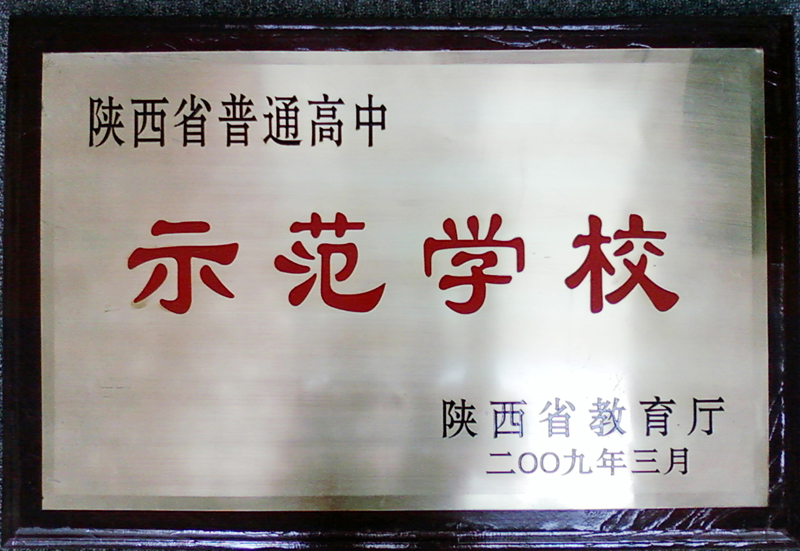 陕西省普通高中
示范学校
陕西省教育厅
二〇〇九年三月